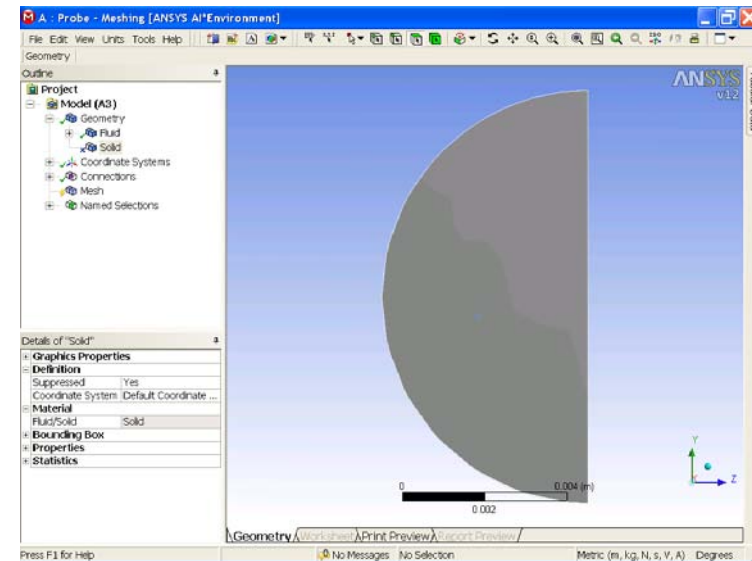 A : Probe - Meshing [ANSYS AI*Environment]
File Edit View Units Tools Help
Geometry
Outline
Project
Model (A3)
Geometry
Fluid
Solid
Coordinate Systems
Connections
Mesh
Named Selections
ANSYS
v12
Details of "Solid"
Graphics Properties
Definition
Suppressed Yes
Coordinate System Default Coordinate ...
Material
Fluid/Solid Solid
Bounding Box
Properties
Statistics
Y
Z
0 0.004 (m)
0.002
Geometry Worksheet Print Preview Report Preview
Press F1 for Help No Messages No Selection Metric (m, kg, N, s, V, A) Degrees